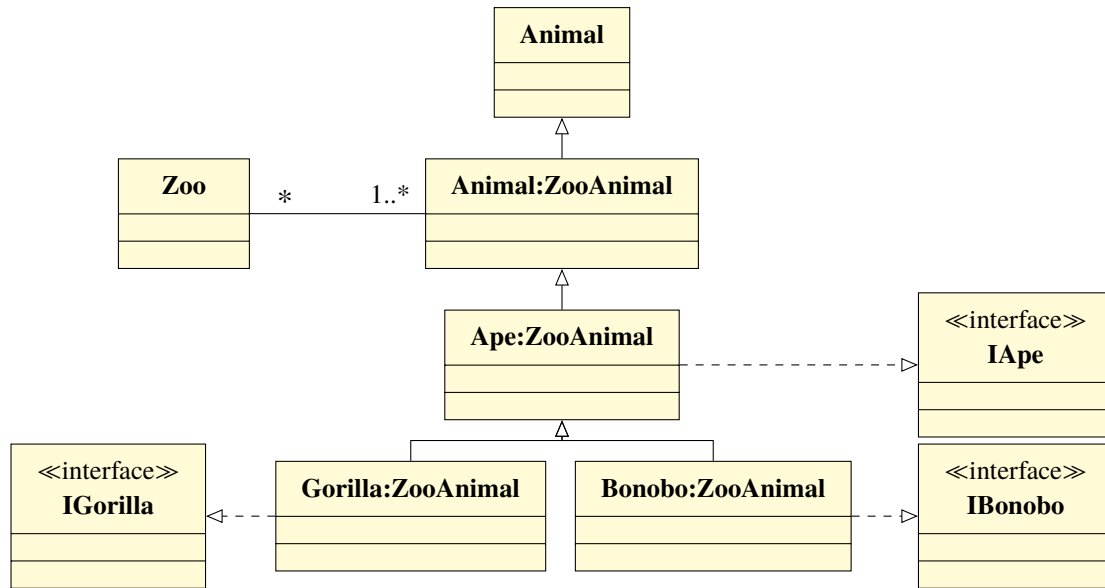 Animal
Zoo
*
1..*
Animal:ZooAnimal
Ape:ZooAnimal
≪interface≫
IApe
≪interface≫
IGorilla
Gorilla:ZooAnimal
Bonobo:ZooAnimal
≪interface≫
IBonobo